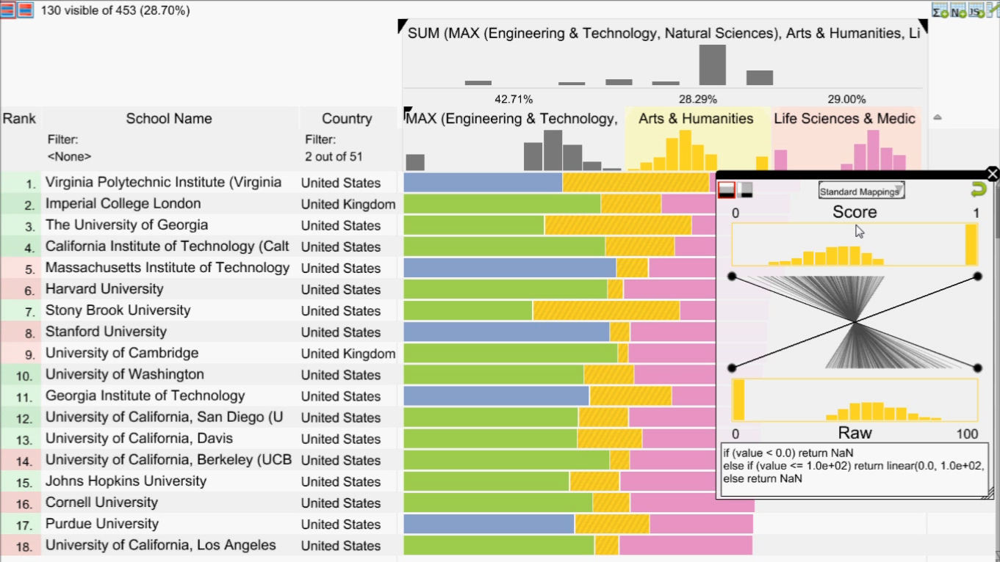 130 visible of 453 (28.70%)
Σ N JS
SUM (MAX (Engineering & Technology, Natural Sciences), Arts & Humanities, Li
42.71% 28.29% 29.00%
Rank School Name Country MAX (Engineering & Technology, Arts & Humanities Life Sciences & Medic
Filter: Filter:
<None> 2 out of 51
1. Virginia Polytechnic Institute (Virginia United States
2. Imperial College London United Kingdom
3. The University of Georgia United States
4. California Institute of Technology (Calt United States
5. Massachusetts Institute of Technology United States
6. Harvard University United States
7. Stony Brook University United States
8. Stanford University United States
9. University of Cambridge United Kingdom
10. University of Washington United States
11. Georgia Institute of Technology United States
12. University of California, San Diego (U United States
13. University of California, Davis United States
14. University of California, Berkeley (UCB United States
15. Johns Hopkins University United States
16. Cornell University United States
17. Purdue University United States
18. University of California, Los Angeles United States
Standard Mappings
0 Score 1
0 Raw 100
if (value < 0.0) return NaN
else if (value <= 1.0e+02) return linear(0.0, 1.0e+02,
else return NaN